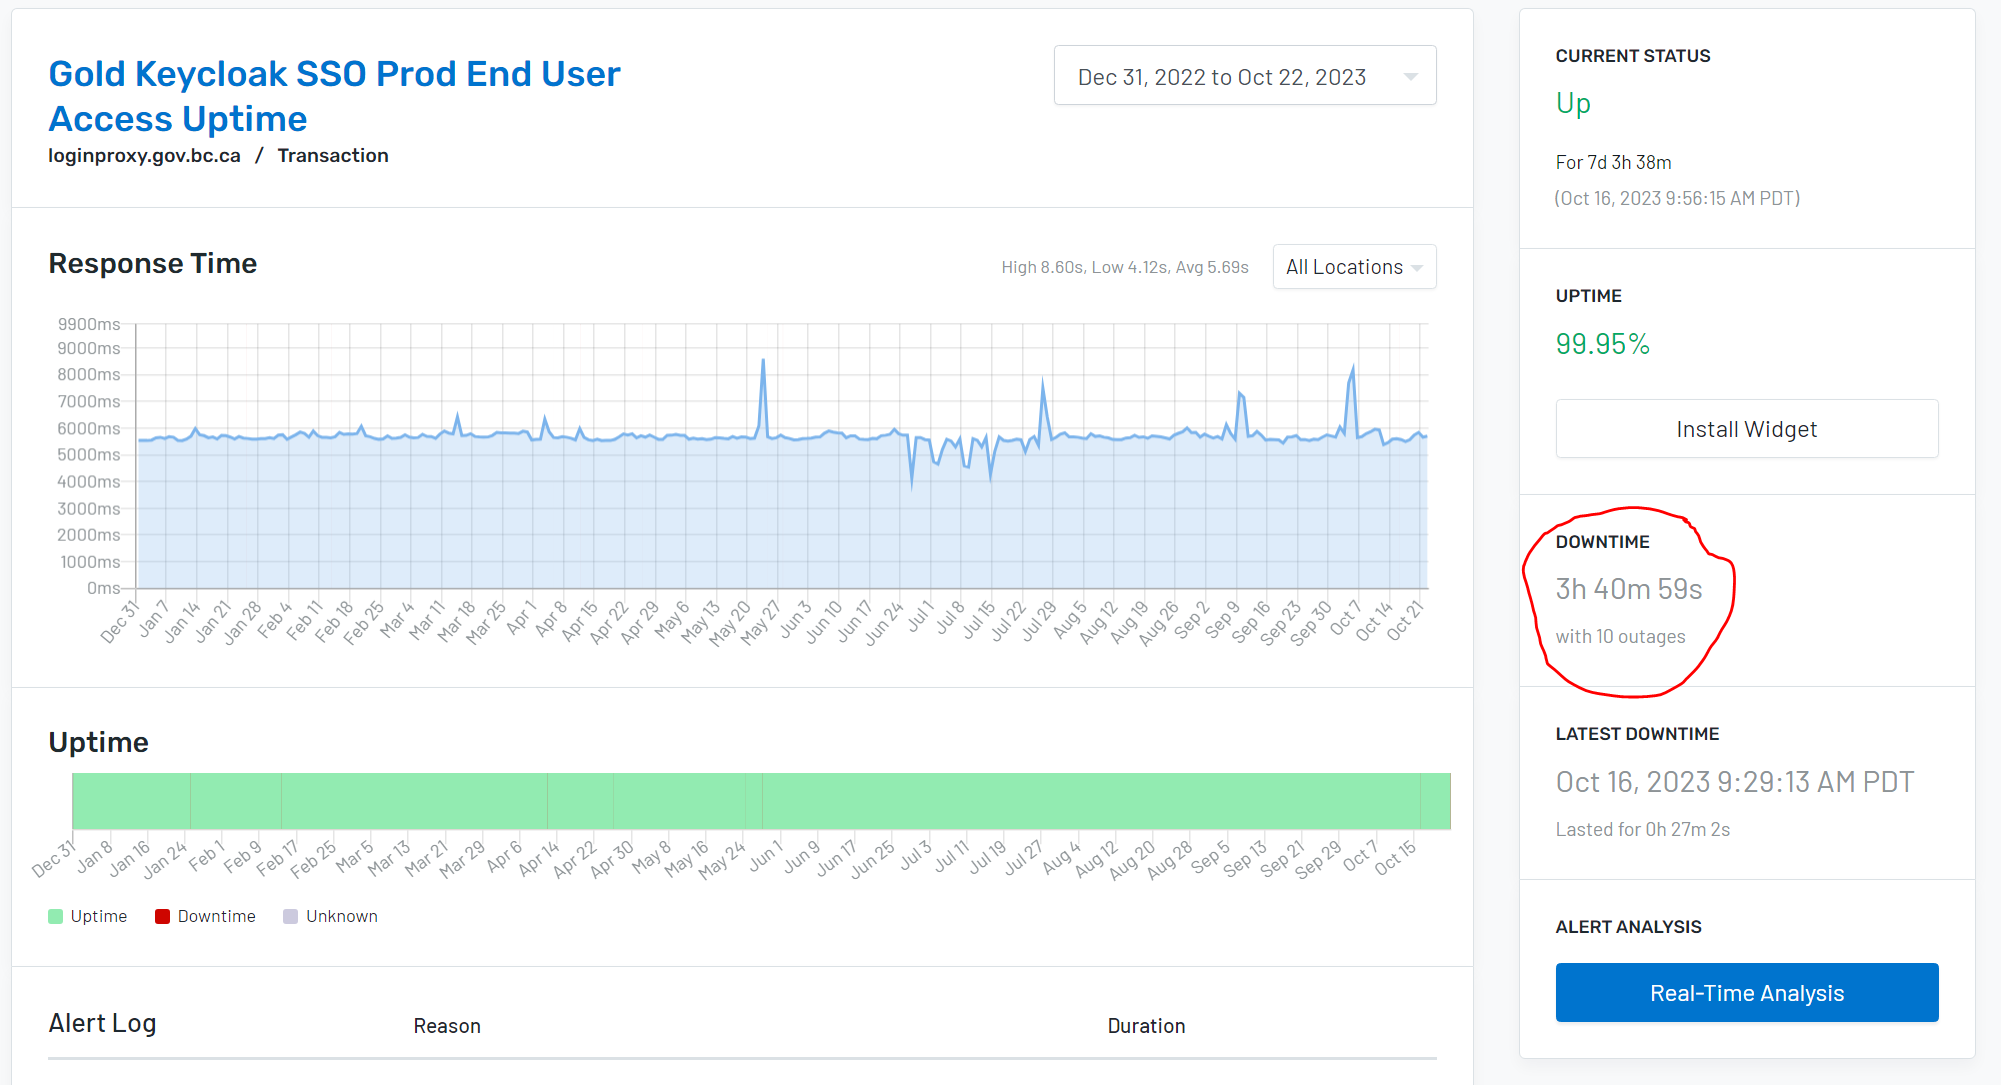 Gold Keycloak SSO Prod End User
Access Uptime
loginproxy.gov.bc.ca / Transaction
Dec 31, 2022 to Oct 22, 2023
Response Time
High 8.60s, Low 4.12s, Avg 5.69s
All Locations
9900ms
9000ms
8000ms
7000ms
6000ms
5000ms
4000ms
3000ms
2000ms
1000ms
0ms
Dec 31 Jan 7 Jan 14 Jan 21 Jan 28 Feb 4 Feb 11 Feb 18 Feb 25 Mar 4 Mar 11 Mar 18 Mar 25 Apr 1 Apr 8 Apr 15 Apr 22 Apr 29 May 6 May 13 May 20 May 27 Jun 3 Jun 10 Jun 17 Jun 24 Jul 1 Jul 8 Jul 15 Jul 22 Jul 29 Aug 5 Aug 12 Aug 19 Aug 26 Sep 2 Sep 9 Sep 16 Sep 23 Sep 30 Oct 7 Oct 14 Oct 21
Uptime
Dec 31 Jan 8 Jan 16 Jan 24 Feb 1 Feb 9 Feb 17 Feb 25 Mar 5 Mar 13 Mar 21 Mar 29 Apr 6 Apr 14 Apr 22 Apr 30 May 8 May 16 May 24 Jun 1 Jun 9 Jun 17 Jun 25 Jul 3 Jul 11 Jul 19 Jul 27 Aug 4 Aug 12 Aug 20 Aug 28 Sep 5 Sep 13 Sep 21 Sep 29 Oct 7 Oct 15
Uptime Downtime Unknown
Alert Log Reason Duration
CURRENT STATUS
Up
For 7d 3h 38m
(Oct 16, 2023 9:56:15 AM PDT)
UPTIME
99.95%
Install Widget
DOWNTIME
3h 40m 59s
with 10 outages
LATEST DOWNTIME
Oct 16, 2023 9:29:13 AM PDT
Lasted for 0h 27m 2s
ALERT ANALYSIS
Real-Time Analysis